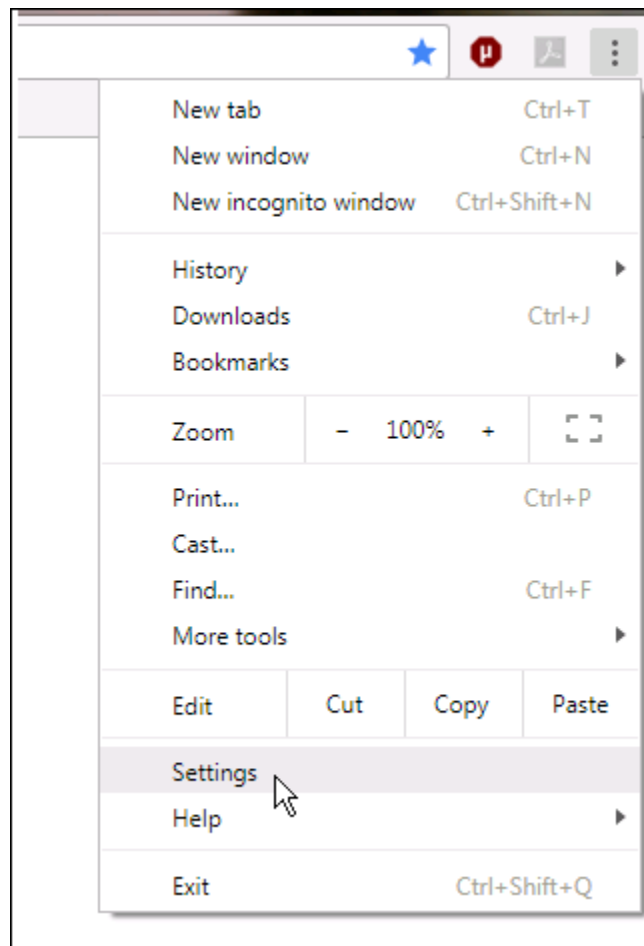 µ
New tab Ctrl+T
New window Ctrl+N
New incognito window Ctrl+Shift+N
History
Downloads Ctrl+J
Bookmarks
Zoom − 100% +
Print... Ctrl+P
Cast...
Find... Ctrl+F
More tools
Edit Cut Copy Paste
Settings
Help
Exit Ctrl+Shift+Q